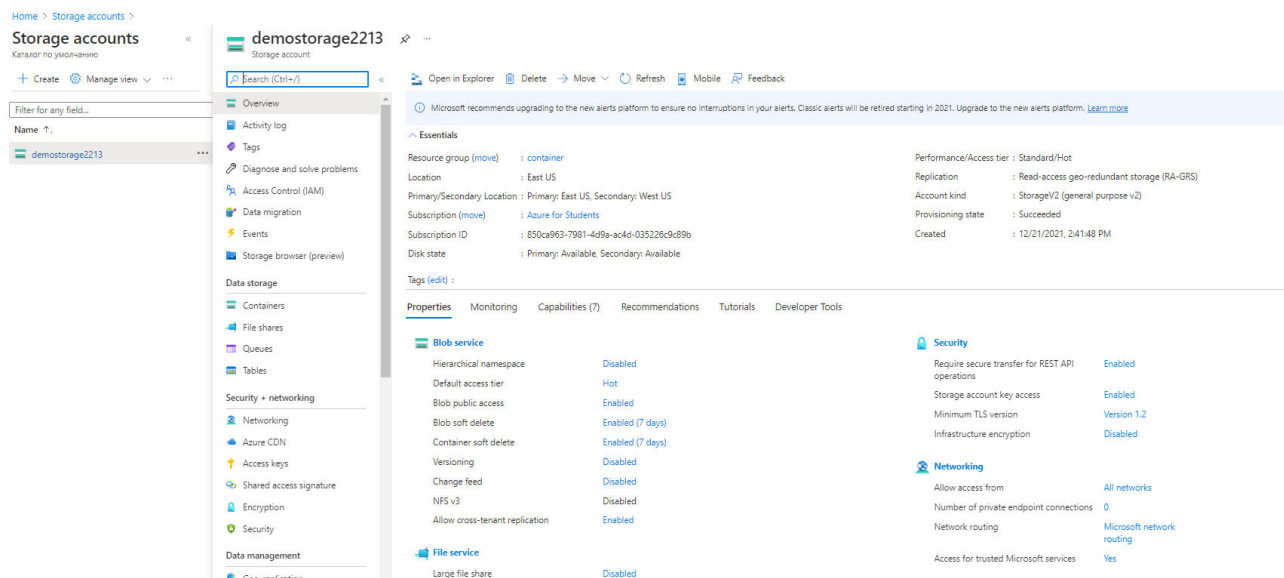 Home > Storage accounts >
Storage accounts «
Каталог по умолчанию
+ Create Manage view ...
Filter for any field...
Name ↑↓
demostorage2213 ...
demostorage2213 ...
Storage account
Search (Ctrl+/) «
Overview
Activity log
Tags
Diagnose and solve problems
Access Control (IAM)
Data migration
Events
Storage browser (preview)
Data storage
Containers
File shares
Queues
Tables
Security + networking
Networking
Azure CDN
Access keys
Shared access signature
Encryption
Security
Data management
Geo-replication
Open in Explorer Delete Move Refresh Mobile Feedback
Microsoft recommends upgrading to the new alerts platform to ensure no interruptions in your alerts. Classic alerts will be retired starting in 2021. Upgrade to the new alerts platform. Learn more
Essentials
Resource group (move) : container
Location : East US
Primary/Secondary Location : Primary: East US, Secondary: West US
Subscription (move) : Azure for Students
Subscription ID : 850ca963-7981-4d9a-ac4d-035226c9c89b
Disk state : Primary: Available, Secondary: Available
Performance/Access tier : Standard/Hot
Replication : Read-access geo-redundant storage (RA-GRS)
Account kind : StorageV2 (general purpose v2)
Provisioning state : Succeeded
Created : 12/21/2021, 2:41:48 PM
Tags (edit) :
Properties Monitoring Capabilities (7) Recommendations Tutorials Developer Tools
Blob service
Hierarchical namespace Disabled
Default access tier Hot
Blob public access Enabled
Blob soft delete Enabled (7 days)
Container soft delete Enabled (7 days)
Versioning Disabled
Change feed Disabled
NFS v3 Disabled
Allow cross-tenant replication Enabled
File service
Large file share Disabled
Security
Require secure transfer for REST API Enabled
operations
Storage account key access Enabled
Minimum TLS version Version 1.2
Infrastructure encryption Disabled
Networking
Allow access from All networks
Number of private endpoint connections 0
Network routing Microsoft network
routing
Access for trusted Microsoft services Yes